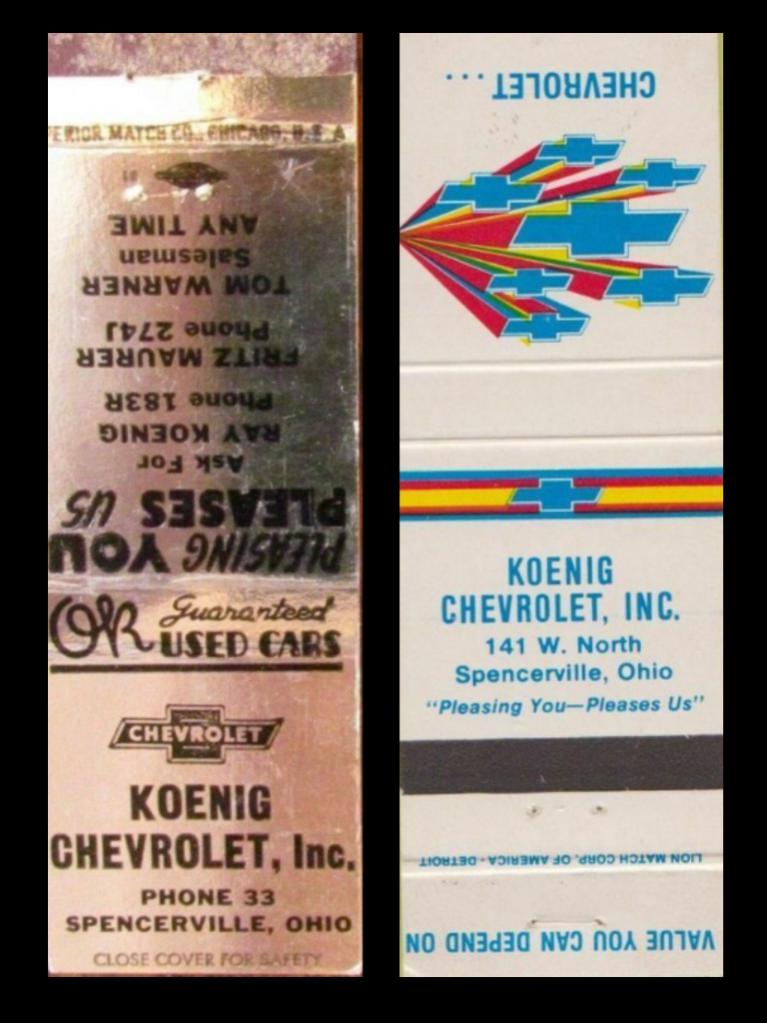 ERIOR MATCH CO., CHICAGO, U.S.A
ANY TIME
Salesman
TOM WARNER
Phone 274J
FRITZ MAURER
Phone 183R
RAY KOENIG
Ask For
PLEASES US
PLEASING YOU
OK Guaranteed
USED CARS
CHEVROLET
KOENIG
CHEVROLET, Inc.
PHONE 33
SPENCERVILLE, OHIO
CLOSE COVER FOR SAFETY
CHEVROLET...
KOENIG
CHEVROLET, INC.
141 W. North
Spencerville, Ohio
"Pleasing You—Pleases Us"
LION MATCH CORP. OF AMERICA - DETROIT
VALUE YOU CAN DEPEND ON